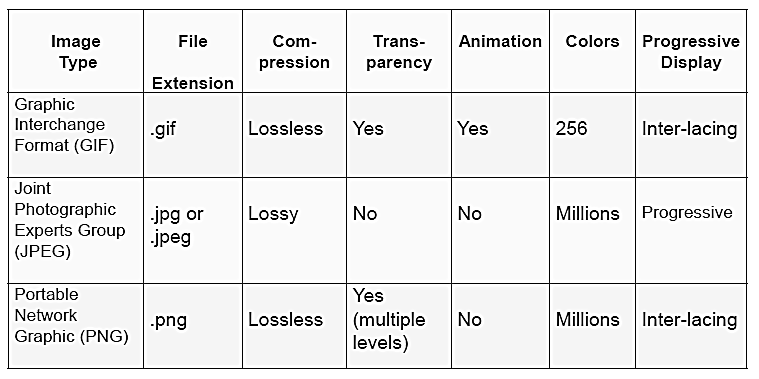 Image
Type
File
Extension
Com-
pression
Trans-
parency
Animation
Colors
Progressive
Display
Graphic
Interchange
Format (GIF)
.gif
Lossless
Yes
Yes
256
Inter-lacing
Joint
Photographic
Experts Group
(JPEG)
.jpg or
.jpeg
Lossy
No
No
Millions
Progressive
Portable
Network
Graphic (PNG)
.png
Lossless
Yes
(multiple
levels)
No
Millions
Inter-lacing